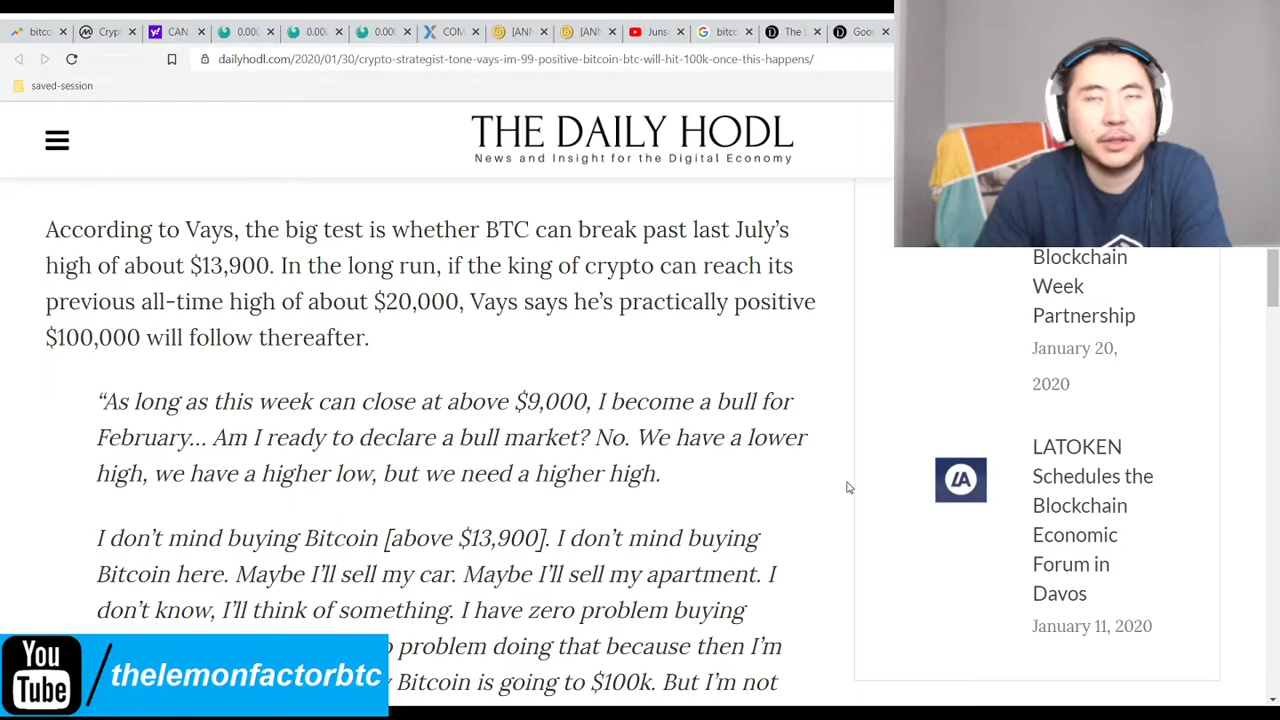 bitco
Cryp
CAN
0.00
0.00
0.00
COM
[ANN
[ANN
Juns
bitcc
The I
Goo
dailyhodl.com/2020/01/30/crypto-strategist-tone-vays-im-99-positive-bitcoin-btc-will-hit-100k-once-this-happens/
saved-session
THE DAILY HODL
News and Insight for the Digital Economy
According to Vays, the big test is whether BTC can break past last July’s
high of about $13,900. In the long run, if the king of crypto can reach its
previous all-time high of about $20,000, Vays says he’s practically positive
$100,000 will follow thereafter.
“As long as this week can close at above $9,000, I become a bull for
February… Am I ready to declare a bull market? No. We have a lower
high, we have a higher low, but we need a higher high.
I don’t mind buying Bitcoin [above $13,900]. I don’t mind buying
Bitcoin here. Maybe I’ll sell my car. Maybe I’ll sell my apartment. I
don’t know, I’ll think of something. I have zero problem buying
problem doing that because then I’m
Bitcoin is going to $100k. But I’m not
Blockchain
Week
Partnership
January 20,
2020
LA
LATOKEN
Schedules the
Blockchain
Economic
Forum in
Davos
January 11, 2020
You
Tube
/thelemonfactorbtc